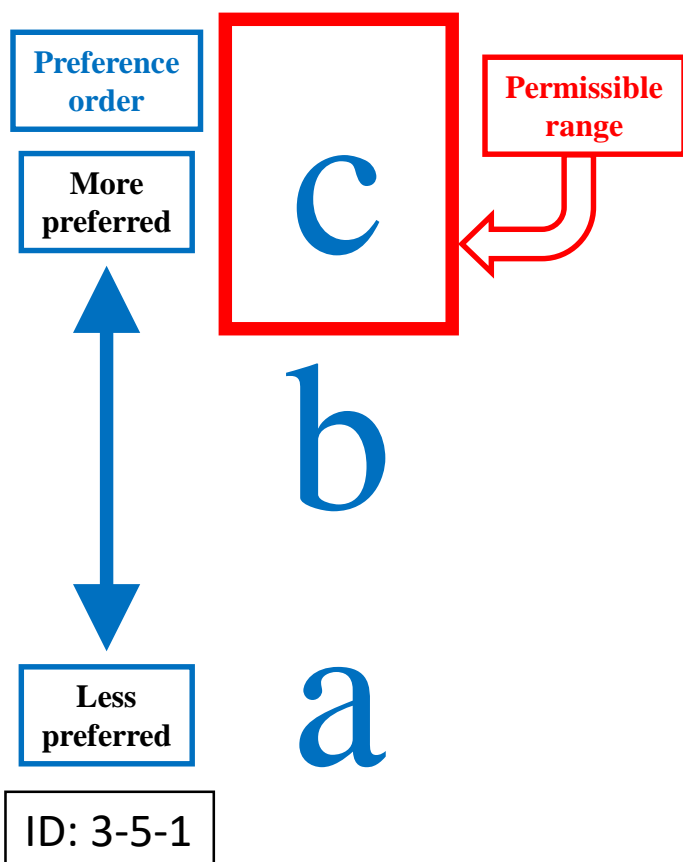 Preference
order
Permissible
range
More
preferred
c
b
a
Less
preferred
ID: 3-5-1